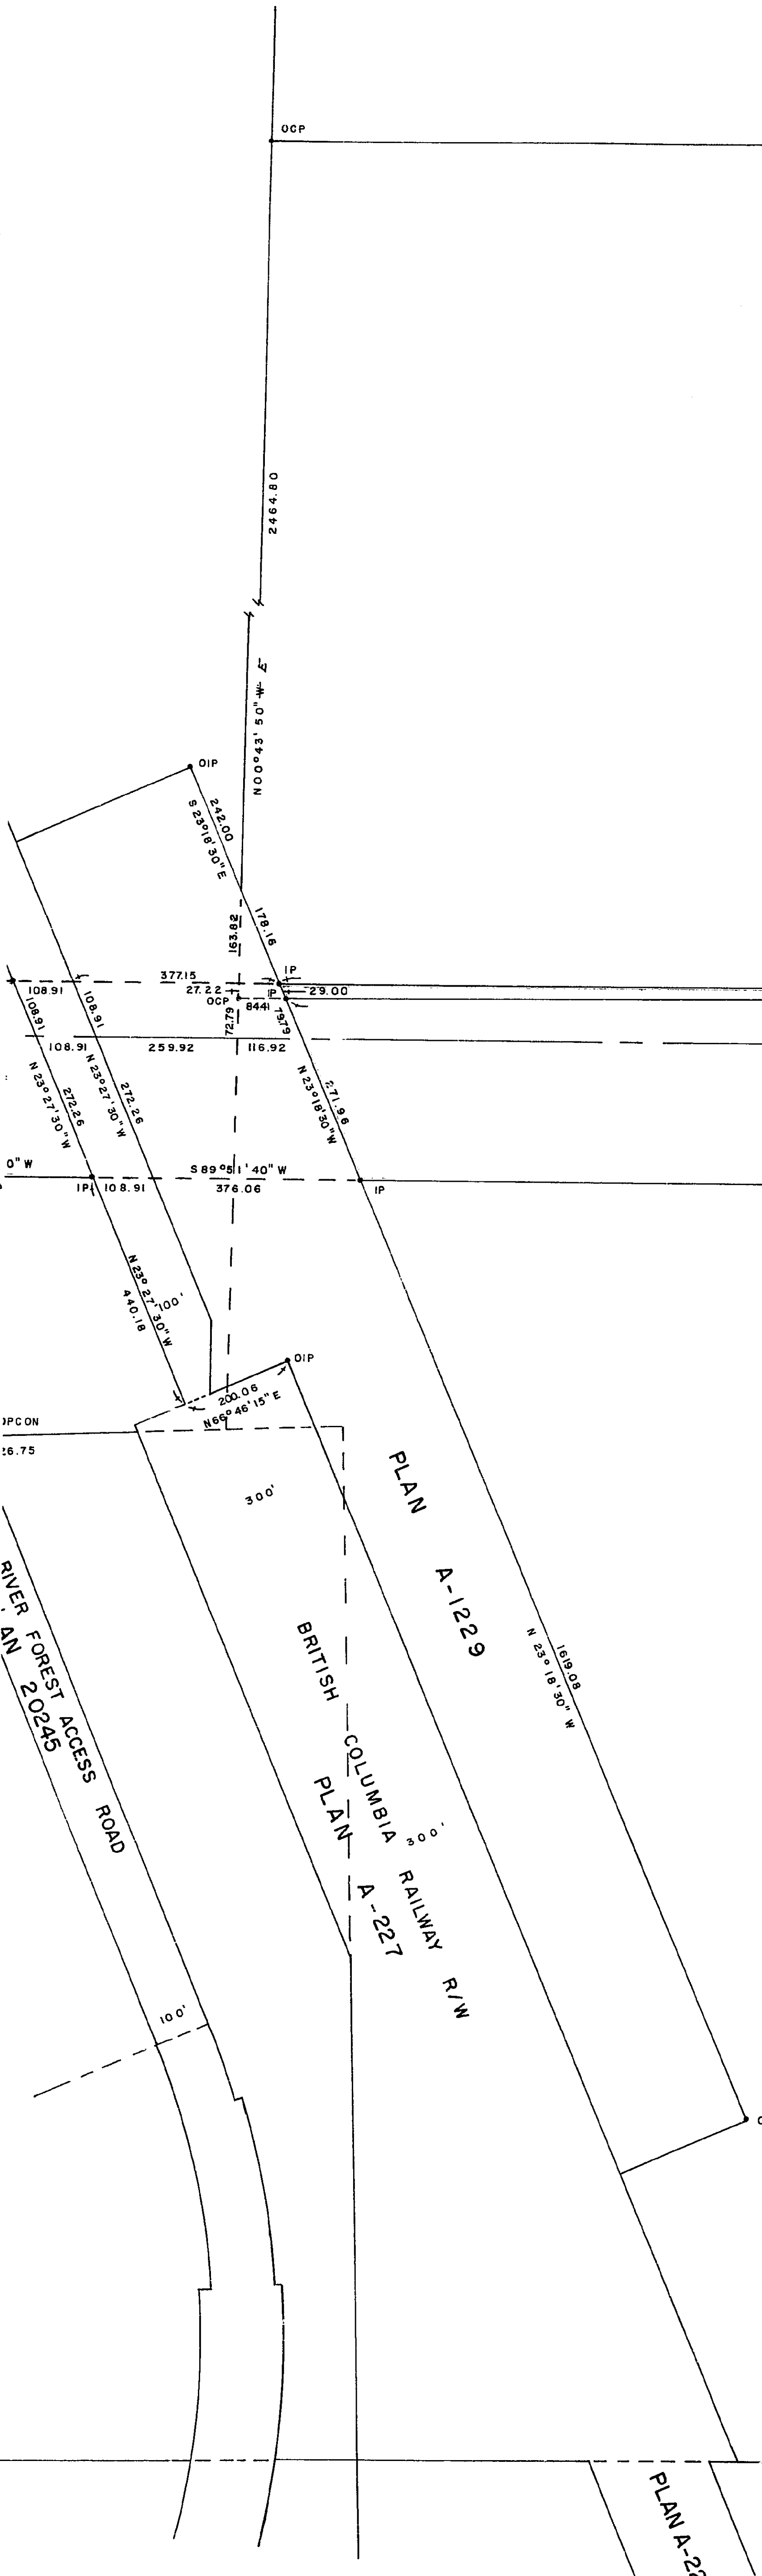 OCP
2464.80
N00°43'50" W E
OIP
242.00
S 23°18'30" E
163.82
178.16
IP
377.15
108.91
27.22
IP
29.00
OCP
84.41
108.91
108.91
72.79
79.79
108.91
259.92
116.92
272.26
N 23°27'30" W
272.26
N 23°27'30" W
271.96
N 23°18'30" W
0" W
S 89°51'40" W
IP
108.91
376.06
IP
N 23°27'30" W
440.18
100'
OIP
200.06
N 66°46'15" E
26.75
300'
PLAN A-1229
1619.08
N 23°18'30" W
RIVER FOREST ACCESS ROAD
AN 20245
BRITISH COLUMBIA RAILWAY R/W
PLAN A-227
300'
100'
PLAN A-22